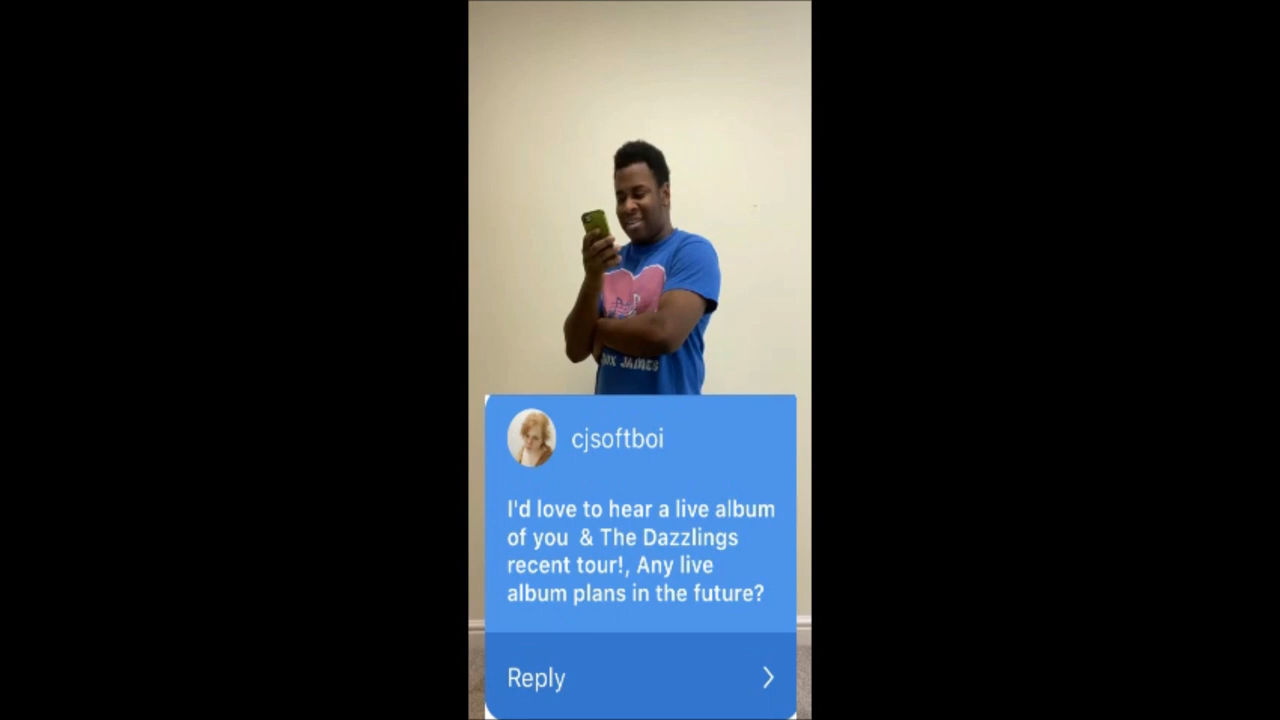 JAMES
cjsoftboi
I'd love to hear a live album
of you & The Dazzlings
recent tour!, Any live
album plans in the future?
Reply